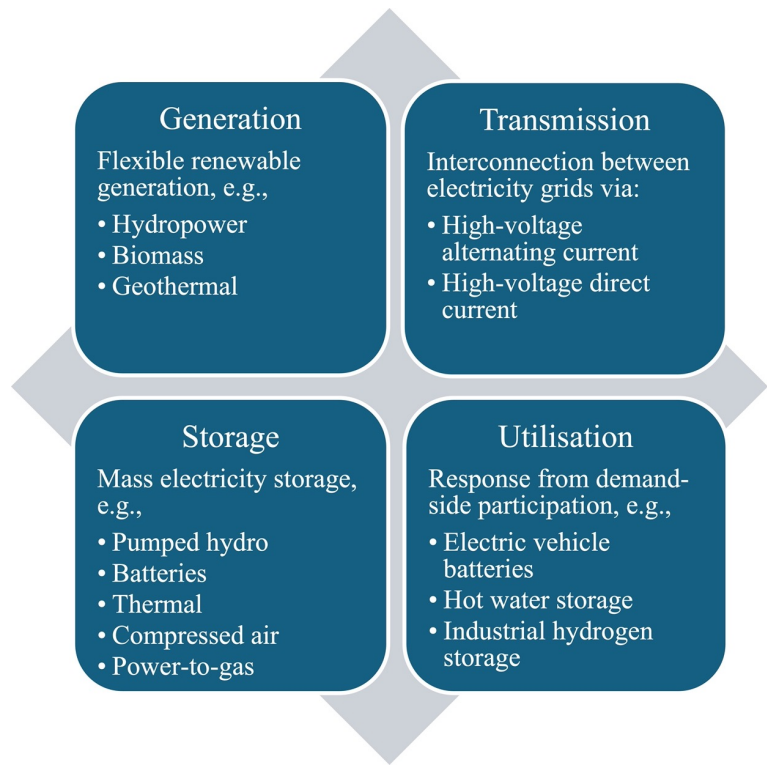 Generation
Flexible renewable
generation, e.g.,
• Hydropower
• Biomass
• Geothermal
Transmission
Interconnection between
electricity grids via:
• High-voltage
alternating current
• High-voltage direct
current
Storage
Mass electricity storage,
e.g.,
• Pumped hydro
• Batteries
• Thermal
• Compressed air
• Power-to-gas
Utilisation
Response from demand-
side participation, e.g.,
• Electric vehicle
batteries
• Hot water storage
• Industrial hydrogen
storage